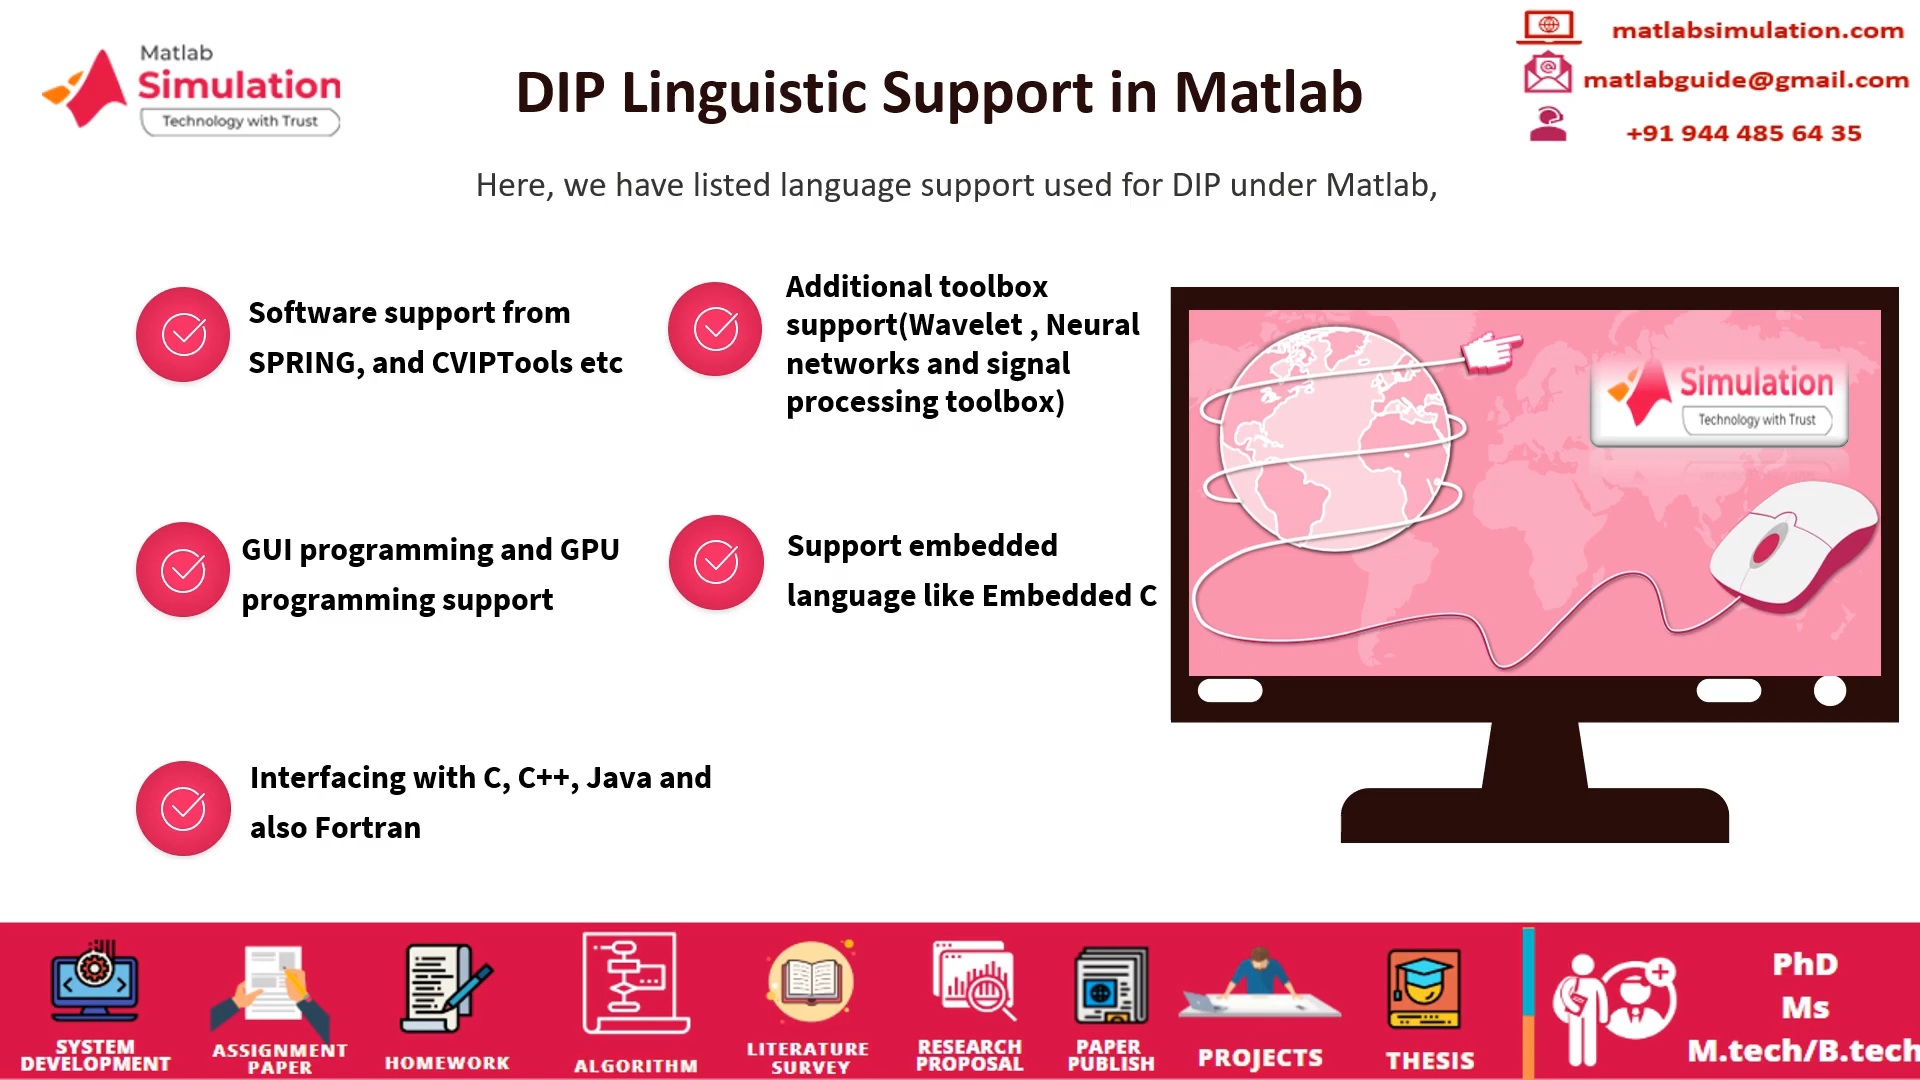 Matlab
Simulation
Technology with Trust
DIP Linguistic Support in Matlab
matlabsimulation.com
matlabguide@gmail.com
+91 944 485 64 35
Here, we have listed language support used for DIP under Matlab,
Software support from
SPRING, and CVIPTools etc
Additional toolbox
support(Wavelet , Neural
networks and signal
processing toolbox)
GUI programming and GPU
programming support
Support embedded
language like Embedded C
Interfacing with C, C++, Java and
also Fortran
Simulation
Technology with Trust
SYSTEM
DEVELOPMENT
ASSIGNMENT
PAPER
HOMEWORK
ALGORITHM
LITERATURE
SURVEY
RESEARCH
PROPOSAL
PAPER
PUBLISH
PROJECTS
THESIS
PhD
Ms
M.tech/B.tech